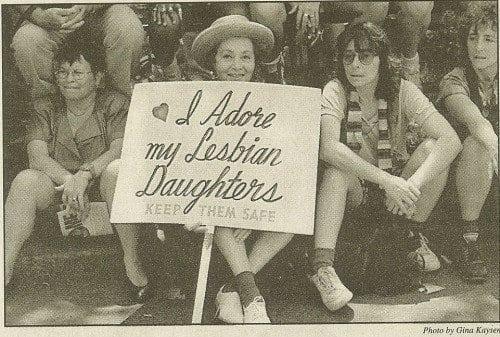 I Adore
my Lesbian
Daughters
KEEP THEM SAFE
Photo by Gina Kaysen